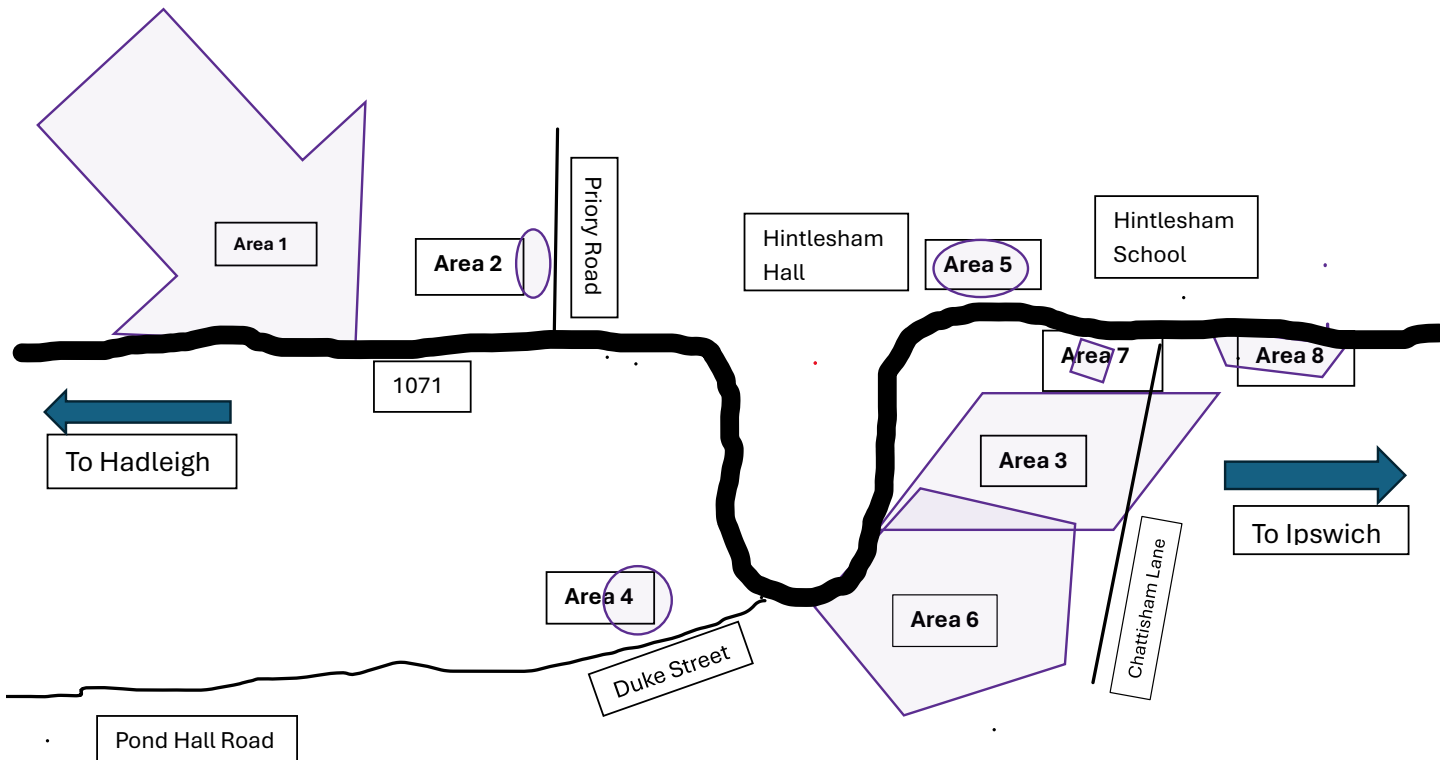 Priory Road
Hintlesham
School
Hintlesham
Hall
Area 1
Area 2
Area 5
Area 7
Area 8
1071
To Hadleigh
Area 3
To Ipswich
Area 4
Area 6
Chattisham Lane
Duke Street
Pond Hall Road